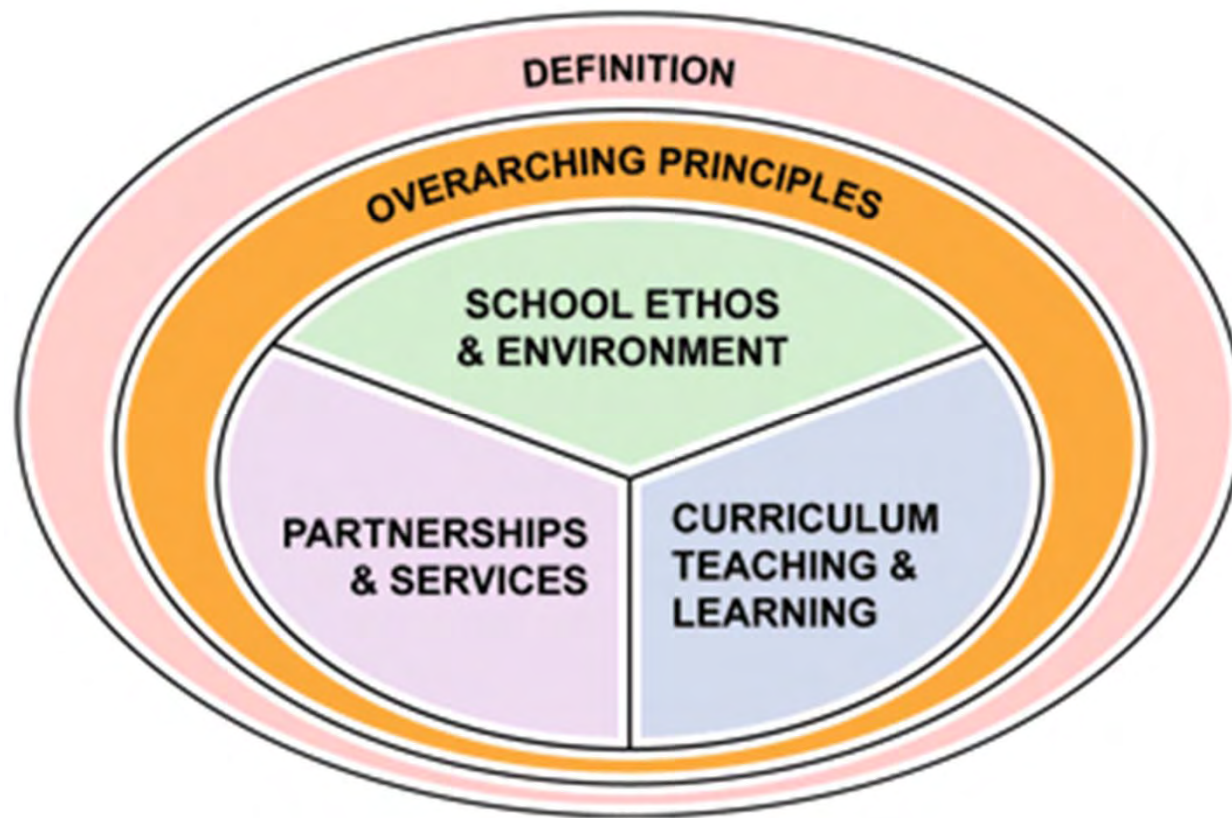 DEFINITION
OVERARCHING PRINCIPLES
SCHOOL ETHOS
& ENVIRONMENT
PARTNERSHIPS
& SERVICES
CURRICULUM
TEACHING &
LEARNING